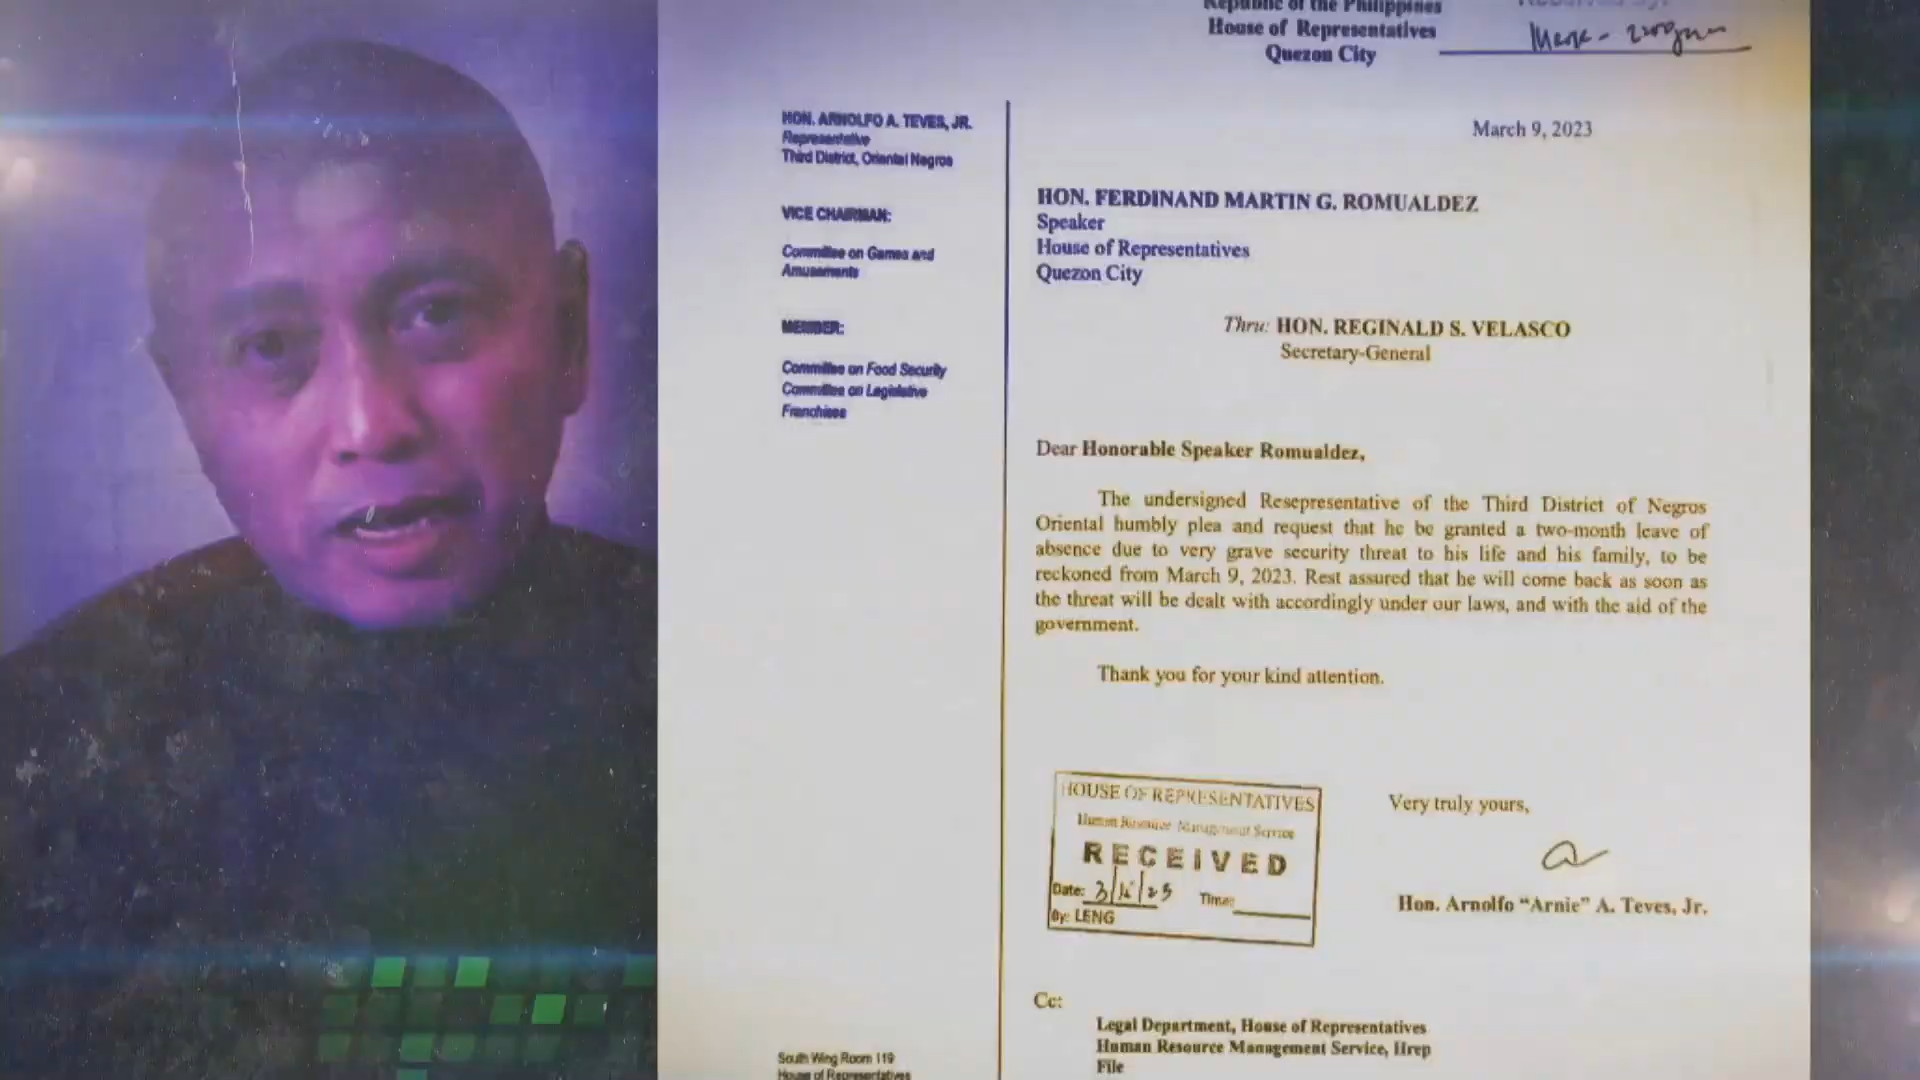 Republic of the Philippines
House of Representatives
Quezon City
HON. ARNOLFO A. TEVES, JR.
Representative
Third District, Oriental Negros
VICE CHAIRMAN:
Committee on Games and
Amusements
MEMBER:
Committee on Food Security
Committee on Legislative
Franchises
South Wing Room 119
House of Representatives
March 9, 2023
HON. FERDINAND MARTIN G. ROMUALDEZ
Speaker
House of Representatives
Quezon City
Thru: HON. REGINALD S. VELASCO
Secretary-General
Dear Honorable Speaker Romualdez,
The undersigned Resepresentative of the Third District of Negros
Oriental humbly plea and request that he be granted a two-month leave of
absence due to very grave security threat to his life and his family, to be
reckoned from March 9, 2023. Rest assured that he will come back as soon as
the threat will be dealt with accordingly under our laws, and with the aid of the
government.
Thank you for your kind attention.
HOUSE OF REPRESENTATIVES
Human Resource Management Service
RECEIVED
Date: Time:
By: LENG
Very truly yours,
Hon. Arnolfo “Arnie” A. Teves, Jr.
Cc:
Legal Department, House of Representatives
Human Resource Management Service, Hrep
File